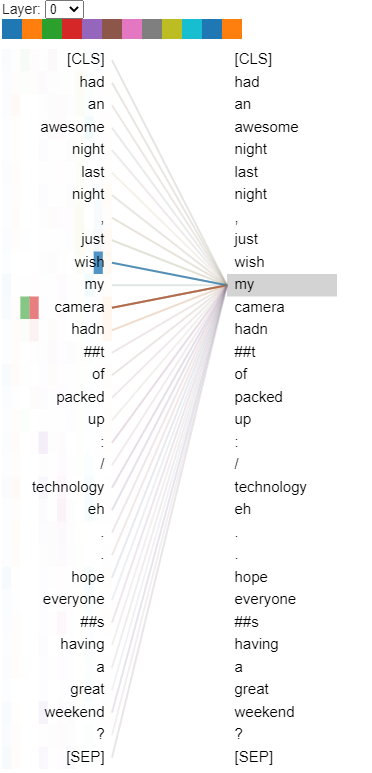 Layer: 0
[CLS] [CLS]
had had
an an
awesome awesome
night night
last last
night night
, ,
just just
wish wish
my my
camera camera
hadn hadn
##t ##t
of of
packed packed
up up
: :
/ /
technology technology
eh eh
. .
. .
hope hope
everyone everyone
##s ##s
having having
a a
great great
weekend weekend
? ?
[SEP] [SEP]